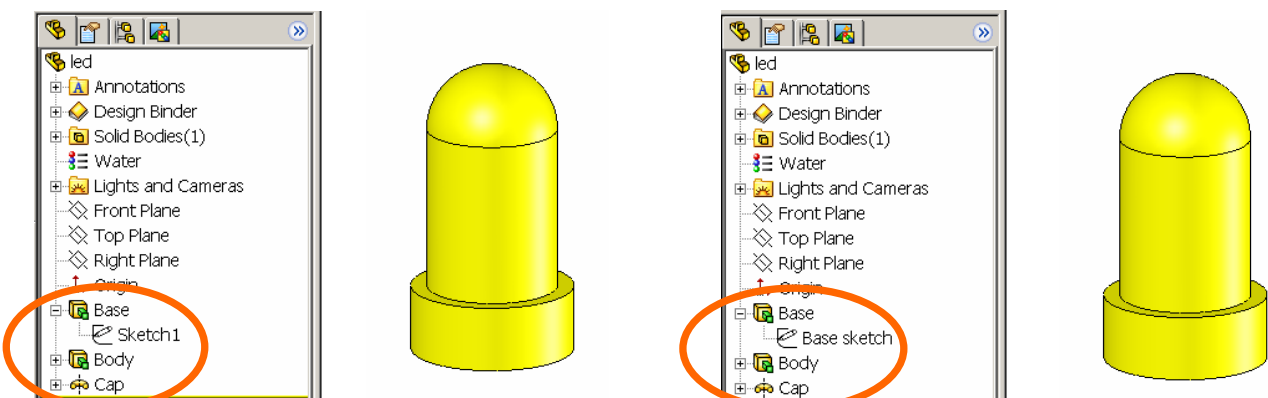 led
Annotations
Design Binder
Solid Bodies(1)
Water
Lights and Cameras
Front Plane
Top Plane
Right Plane
Origin
Base
Sketch1
Body
Cap
led
Annotations
Design Binder
Solid Bodies(1)
Water
Lights and Cameras
Front Plane
Top Plane
Right Plane
Origin
Base
Base sketch
Body
Cap